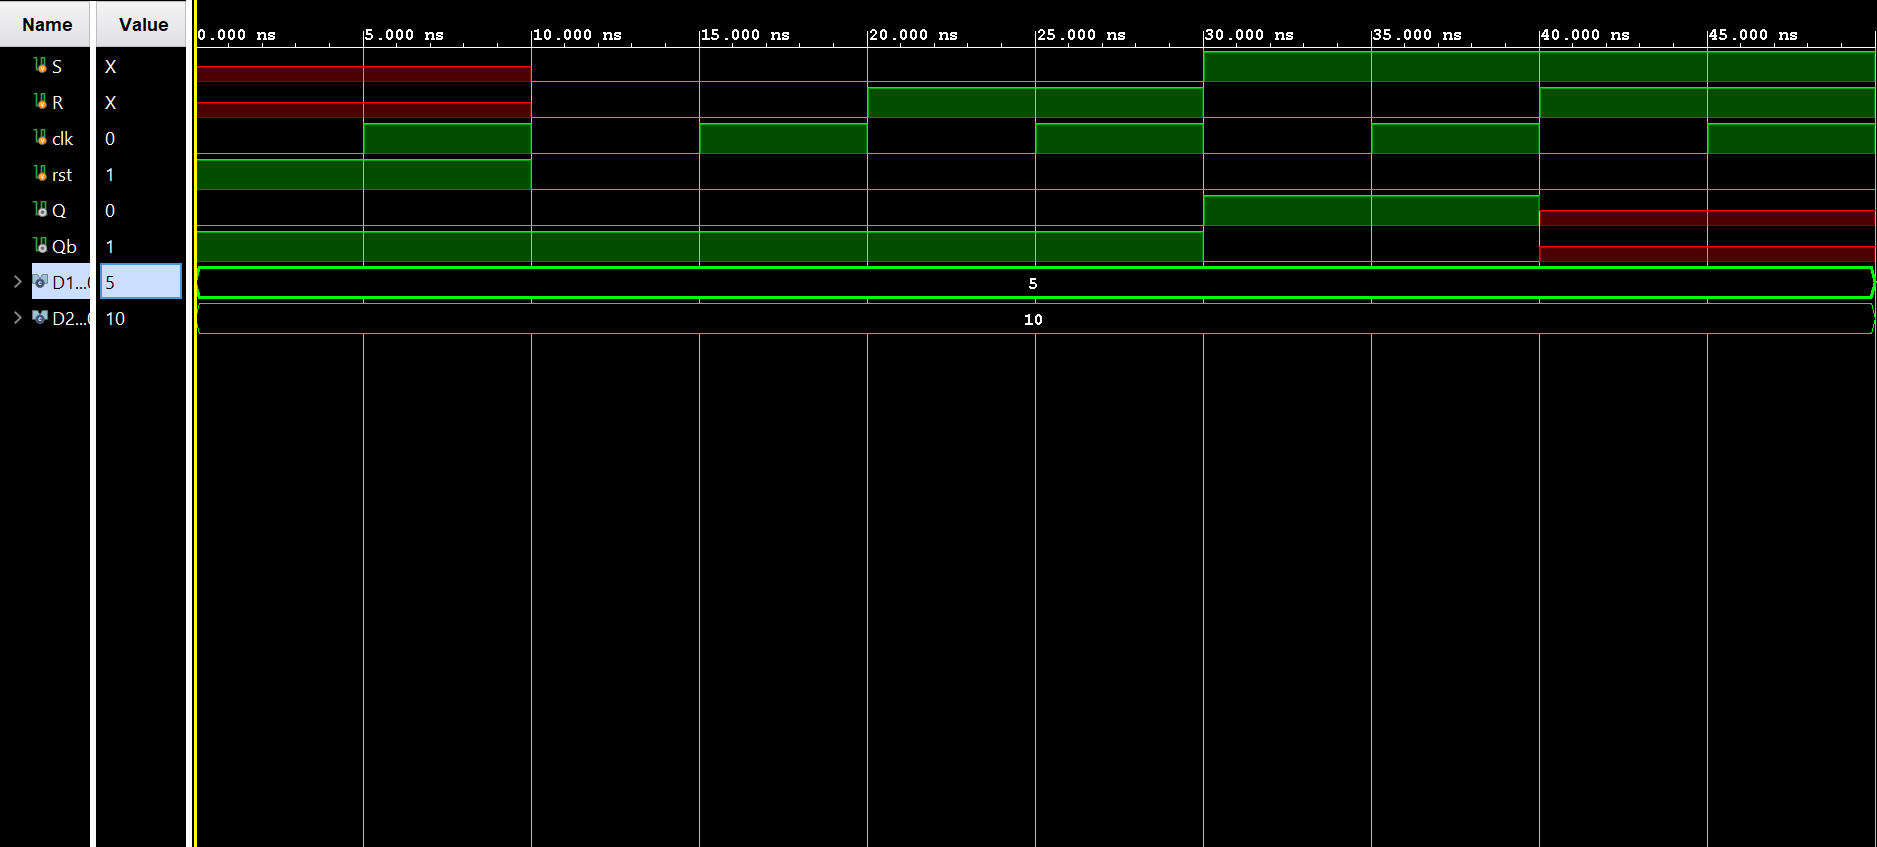 Name Value
0.000 ns 5.000 ns 10.000 ns 15.000 ns 20.000 ns 25.000 ns 30.000 ns 35.000 ns 40.000 ns 45.000 ns
S X
R X
clk 0
rst 1
Q 0
Qb 1
D1...( 5 5
D2...( 10 10